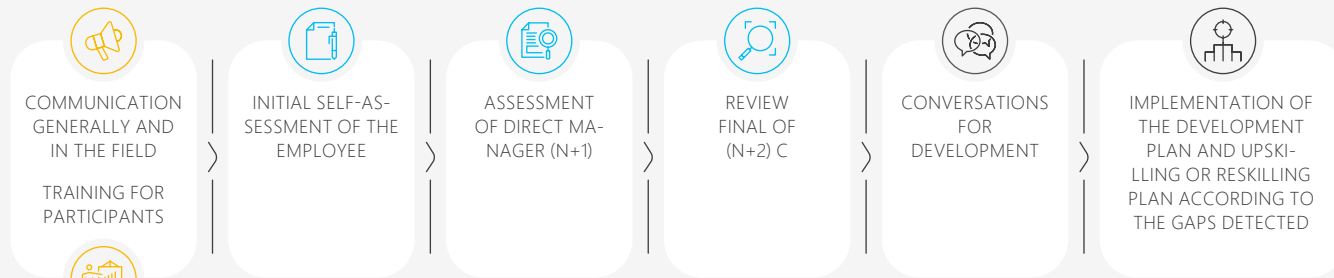 COMMUNICATION
GENERALLY AND
IN THE FIELD
TRAINING FOR
PARTICIPANTS
INITIAL SELF-AS-
SESSMENT OF THE
EMPLOYEE
ASSESSMENT
OF DIRECT MA-
NAGER (N+1)
REVIEW
FINAL OF
(N+2) C
CONVERSATIONS
FOR
DEVELOPMENT
IMPLEMENTATION OF
THE DEVELOPMENT
PLAN AND UPSKI-
LLING OR RESKILLING
PLAN ACCORDING TO
THE GAPS DETECTED